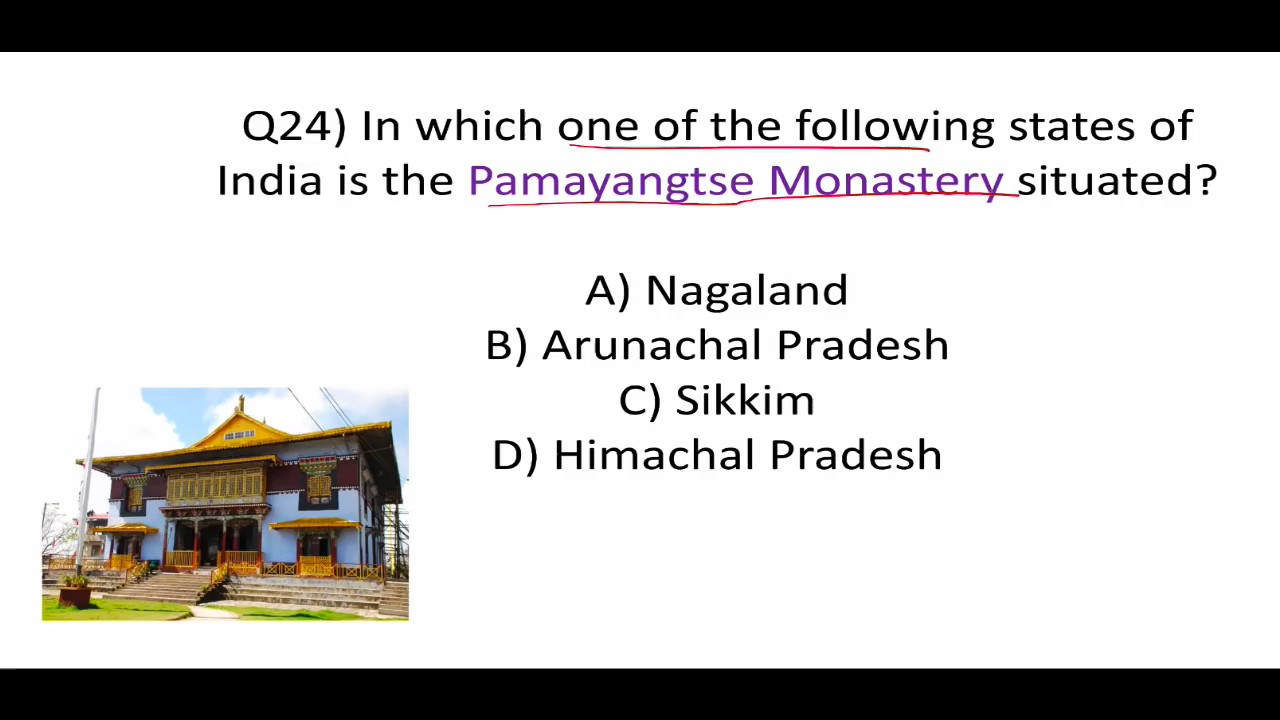 Q24) In which one of the following states of
India is the Pamayangtse Monastery situated?
A) Nagaland
B) Arunachal Pradesh
C) Sikkim
D) Himachal Pradesh